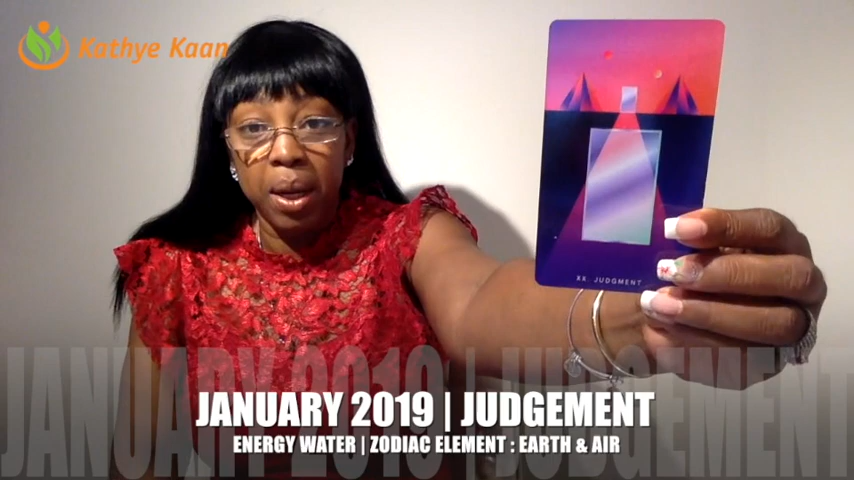 Kathye Kaan
XX. JUDGMENT
JANUARY 2019 | JUDGEMENT
JANUARY 2019 | JUDGEMENT
ENERGY WATER | ZODIAC ELEMENT : EARTH & AIR